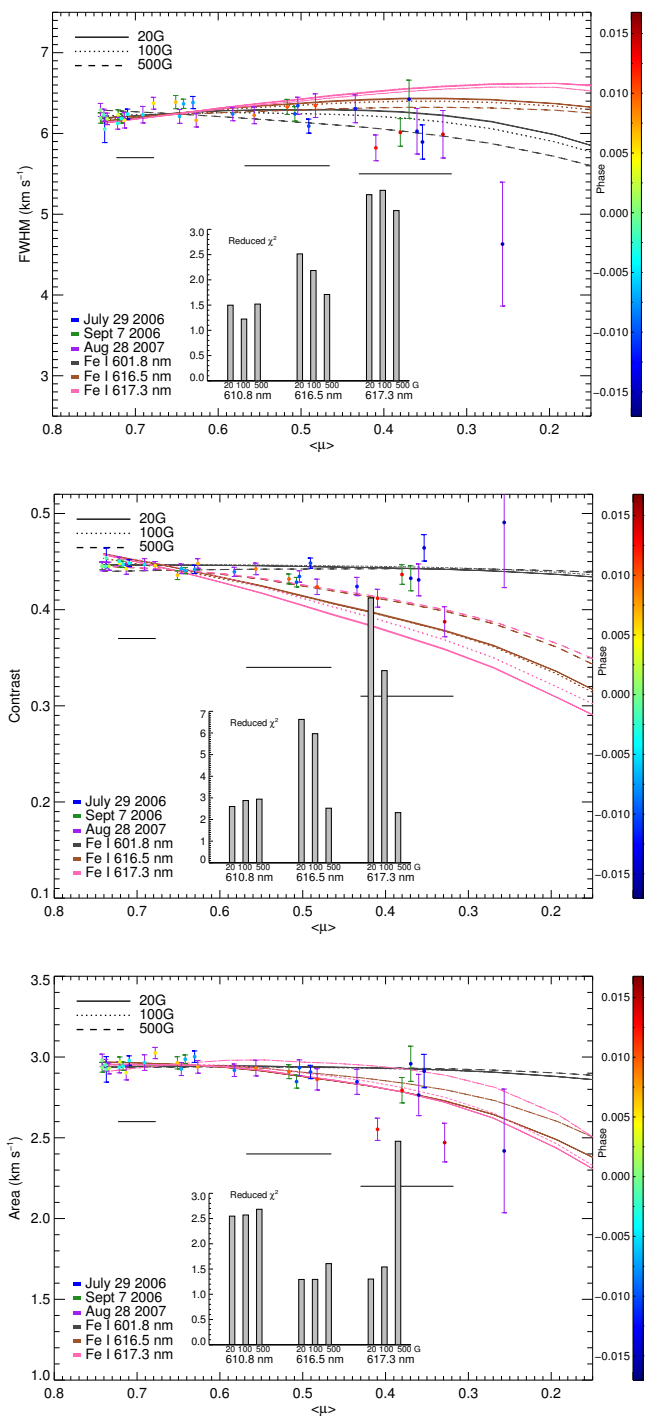 7
6
5
4
3
FWHM (km s⁻¹)
20G
100G
500G
3.0
2.5
2.0
1.5
1.0
0.5
0.0
Reduced χ²
20 100 500
610.8 nm
20 100 500
616.5 nm
20 100 500 G
617.3 nm
July 29 2006
Sept 7 2006
Aug 28 2007
Fe I 601.8 nm
Fe I 616.5 nm
Fe I 617.3 nm
0.8 0.7 0.6 0.5 0.4 0.3 0.2
<μ>
Phase
0.015
0.010
0.005
0.000
−0.005
−0.010
−0.015
0.5
0.4
0.3
0.2
0.1
Contrast
20G
100G
500G
7
6
5
4
3
2
1
0
Reduced χ²
20 100 500
610.8 nm
20 100 500
616.5 nm
20 100 500 G
617.3 nm
July 29 2006
Sept 7 2006
Aug 28 2007
Fe I 601.8 nm
Fe I 616.5 nm
Fe I 617.3 nm
0.8 0.7 0.6 0.5 0.4 0.3 0.2
<μ>
Phase
0.015
0.010
0.005
0.000
−0.005
−0.010
−0.015
3.5
3.0
2.5
2.0
1.5
1.0
Area (km s⁻¹)
20G
100G
500G
3.0
2.5
2.0
1.5
1.0
0.5
0.0
Reduced χ²
20 100 500
610.8 nm
20 100 500
616.5 nm
20 100 500 G
617.3 nm
July 29 2006
Sept 7 2006
Aug 28 2007
Fe I 601.8 nm
Fe I 616.5 nm
Fe I 617.3 nm
0.8 0.7 0.6 0.5 0.4 0.3 0.2
<μ>
Phase
0.015
0.010
0.005
0.000
−0.005
−0.010
−0.015